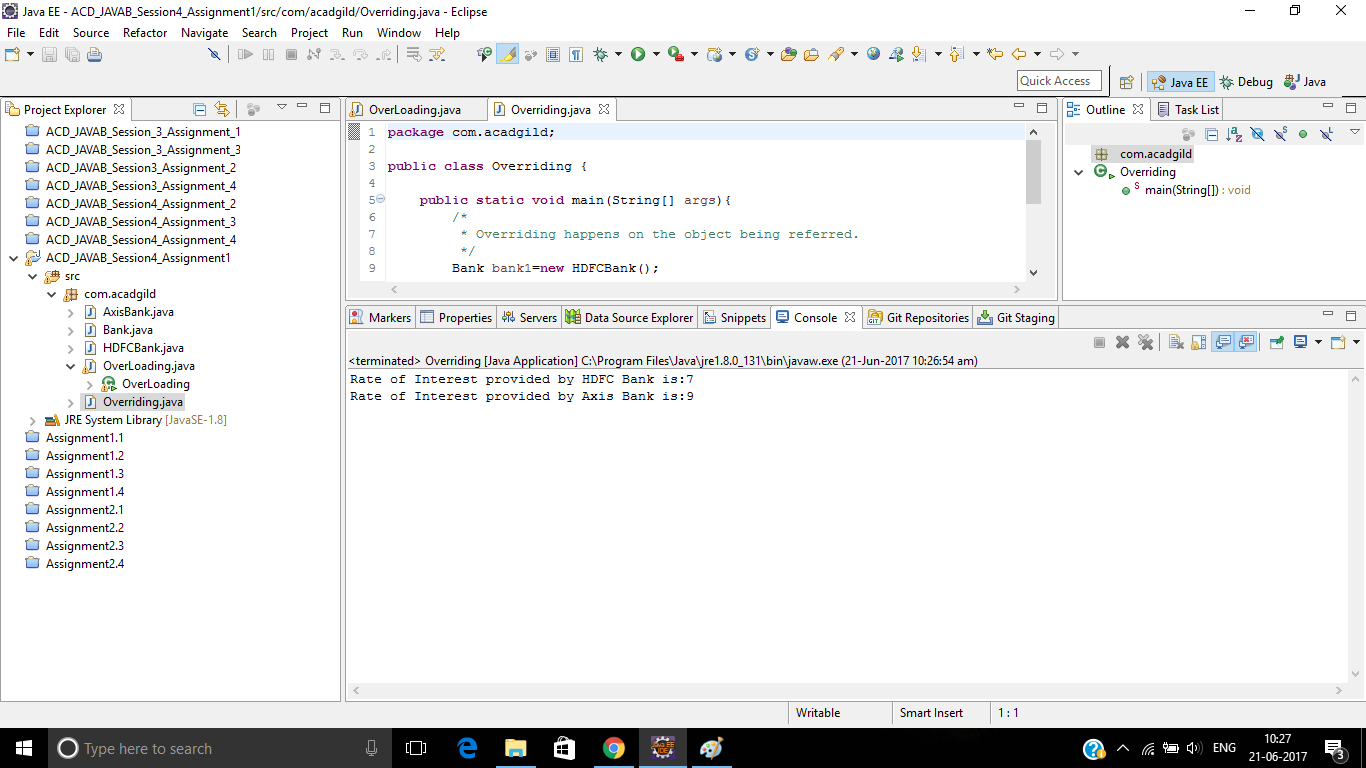 Java EE - ACD_JAVAB_Session4_Assignment1/src/com/acadgild/Overriding.java - Eclipse
File Edit Source Refactor Navigate Search Project Run Window Help
Quick Access
Java EE
Debug
Java
Project Explorer
ACD_JAVAB_Session_3_Assignment_1
ACD_JAVAB_Session_3_Assignment_3
ACD_JAVAB_Session3_Assignment_2
ACD_JAVAB_Session3_Assignment_4
ACD_JAVAB_Session4_Assignment_2
ACD_JAVAB_Session4_Assignment_3
ACD_JAVAB_Session4_Assignment_4
ACD_JAVAB_Session4_Assignment1
src
com.acadgild
AxisBank.java
Bank.java
HDFCBank.java
OverLoading.java
OverLoading
Overriding.java
JRE System Library [JavaSE-1.8]
Assignment1.1
Assignment1.2
Assignment1.3
Assignment1.4
Assignment2.1
Assignment2.2
Assignment2.3
Assignment2.4
OverLoading.java
Overriding.java
1 package com.acadgild;
2
3 public class Overriding {
4
5 public static void main(String[] args){
6 /*
7 * Overriding happens on the object being referred.
8 */
9 Bank bank1=new HDFCBank();
Outline
Task List
com.acadgild
Overriding
main(String[]) : void
Markers Properties Servers Data Source Explorer Snippets Console Git Repositories Git Staging
<terminated> Overriding [Java Application] C:\Program Files\Java\jre1.8.0_131\bin\javaw.exe (21-Jun-2017 10:26:54 am)
Rate of Interest provided by HDFC Bank is:7
Rate of Interest provided by Axis Bank is:9
Writable
Smart Insert
1 : 1
Type here to search
ENG
10:27
21-06-2017
3